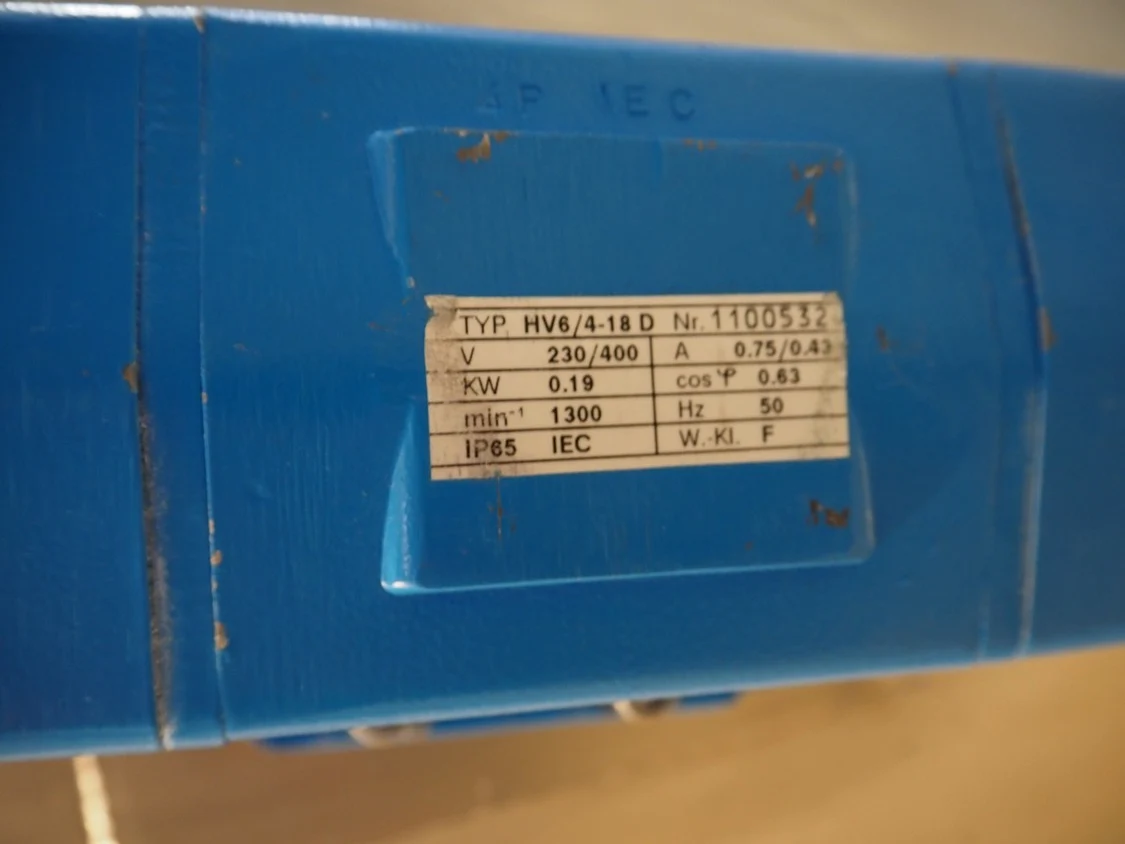 IEC
TYP HV6/4-18 D Nr. 1100532
V 230/400 A 0.75/0.43
KW 0.19 cos φ 0.63
min⁻¹ 1300 Hz 50
IP65 IEC W.-Kl. F